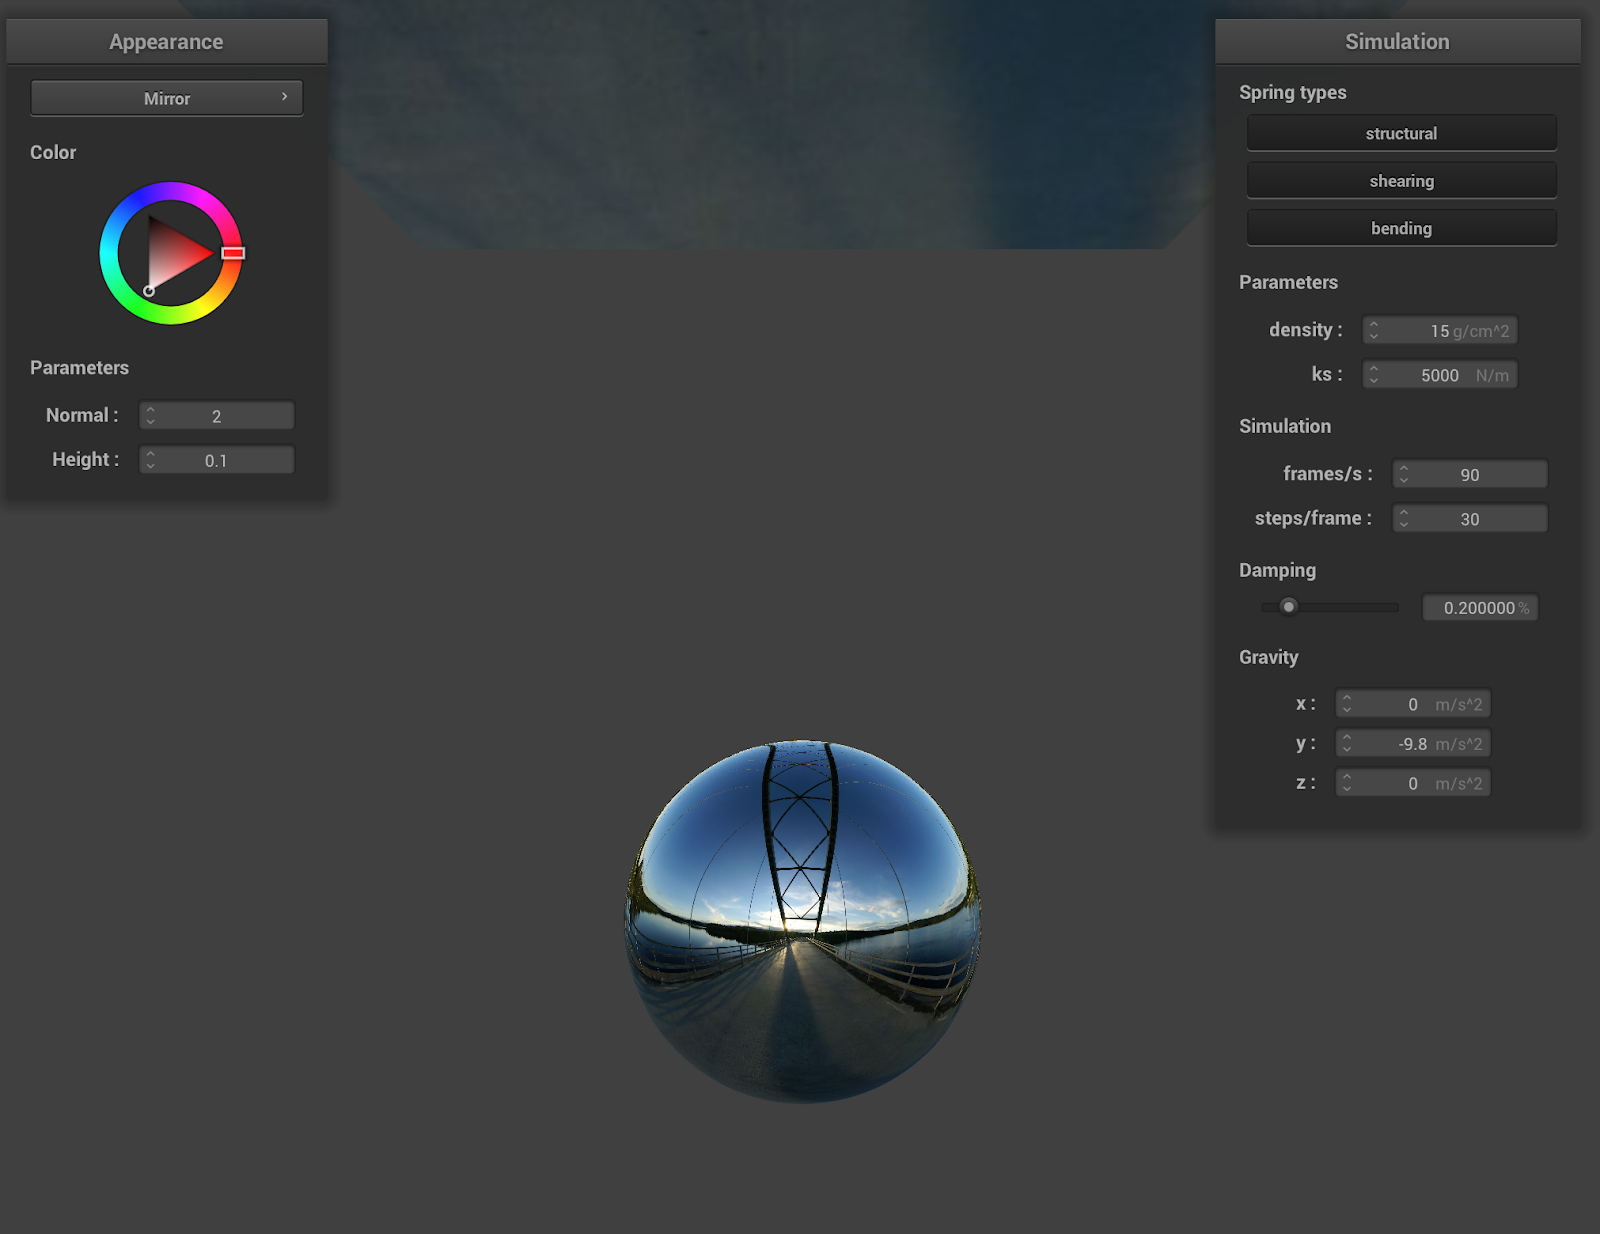 Appearance
Mirror
Color
Parameters
Normal : 2
Height : 0.1
Simulation
Spring types
structural
shearing
bending
Parameters
density : 15 g/cm^2
ks : 5000 N/m
Simulation
frames/s : 90
steps/frame : 30
Damping
0.200000 %
Gravity
x : 0 m/s^2
y : -9.8 m/s^2
z : 0 m/s^2